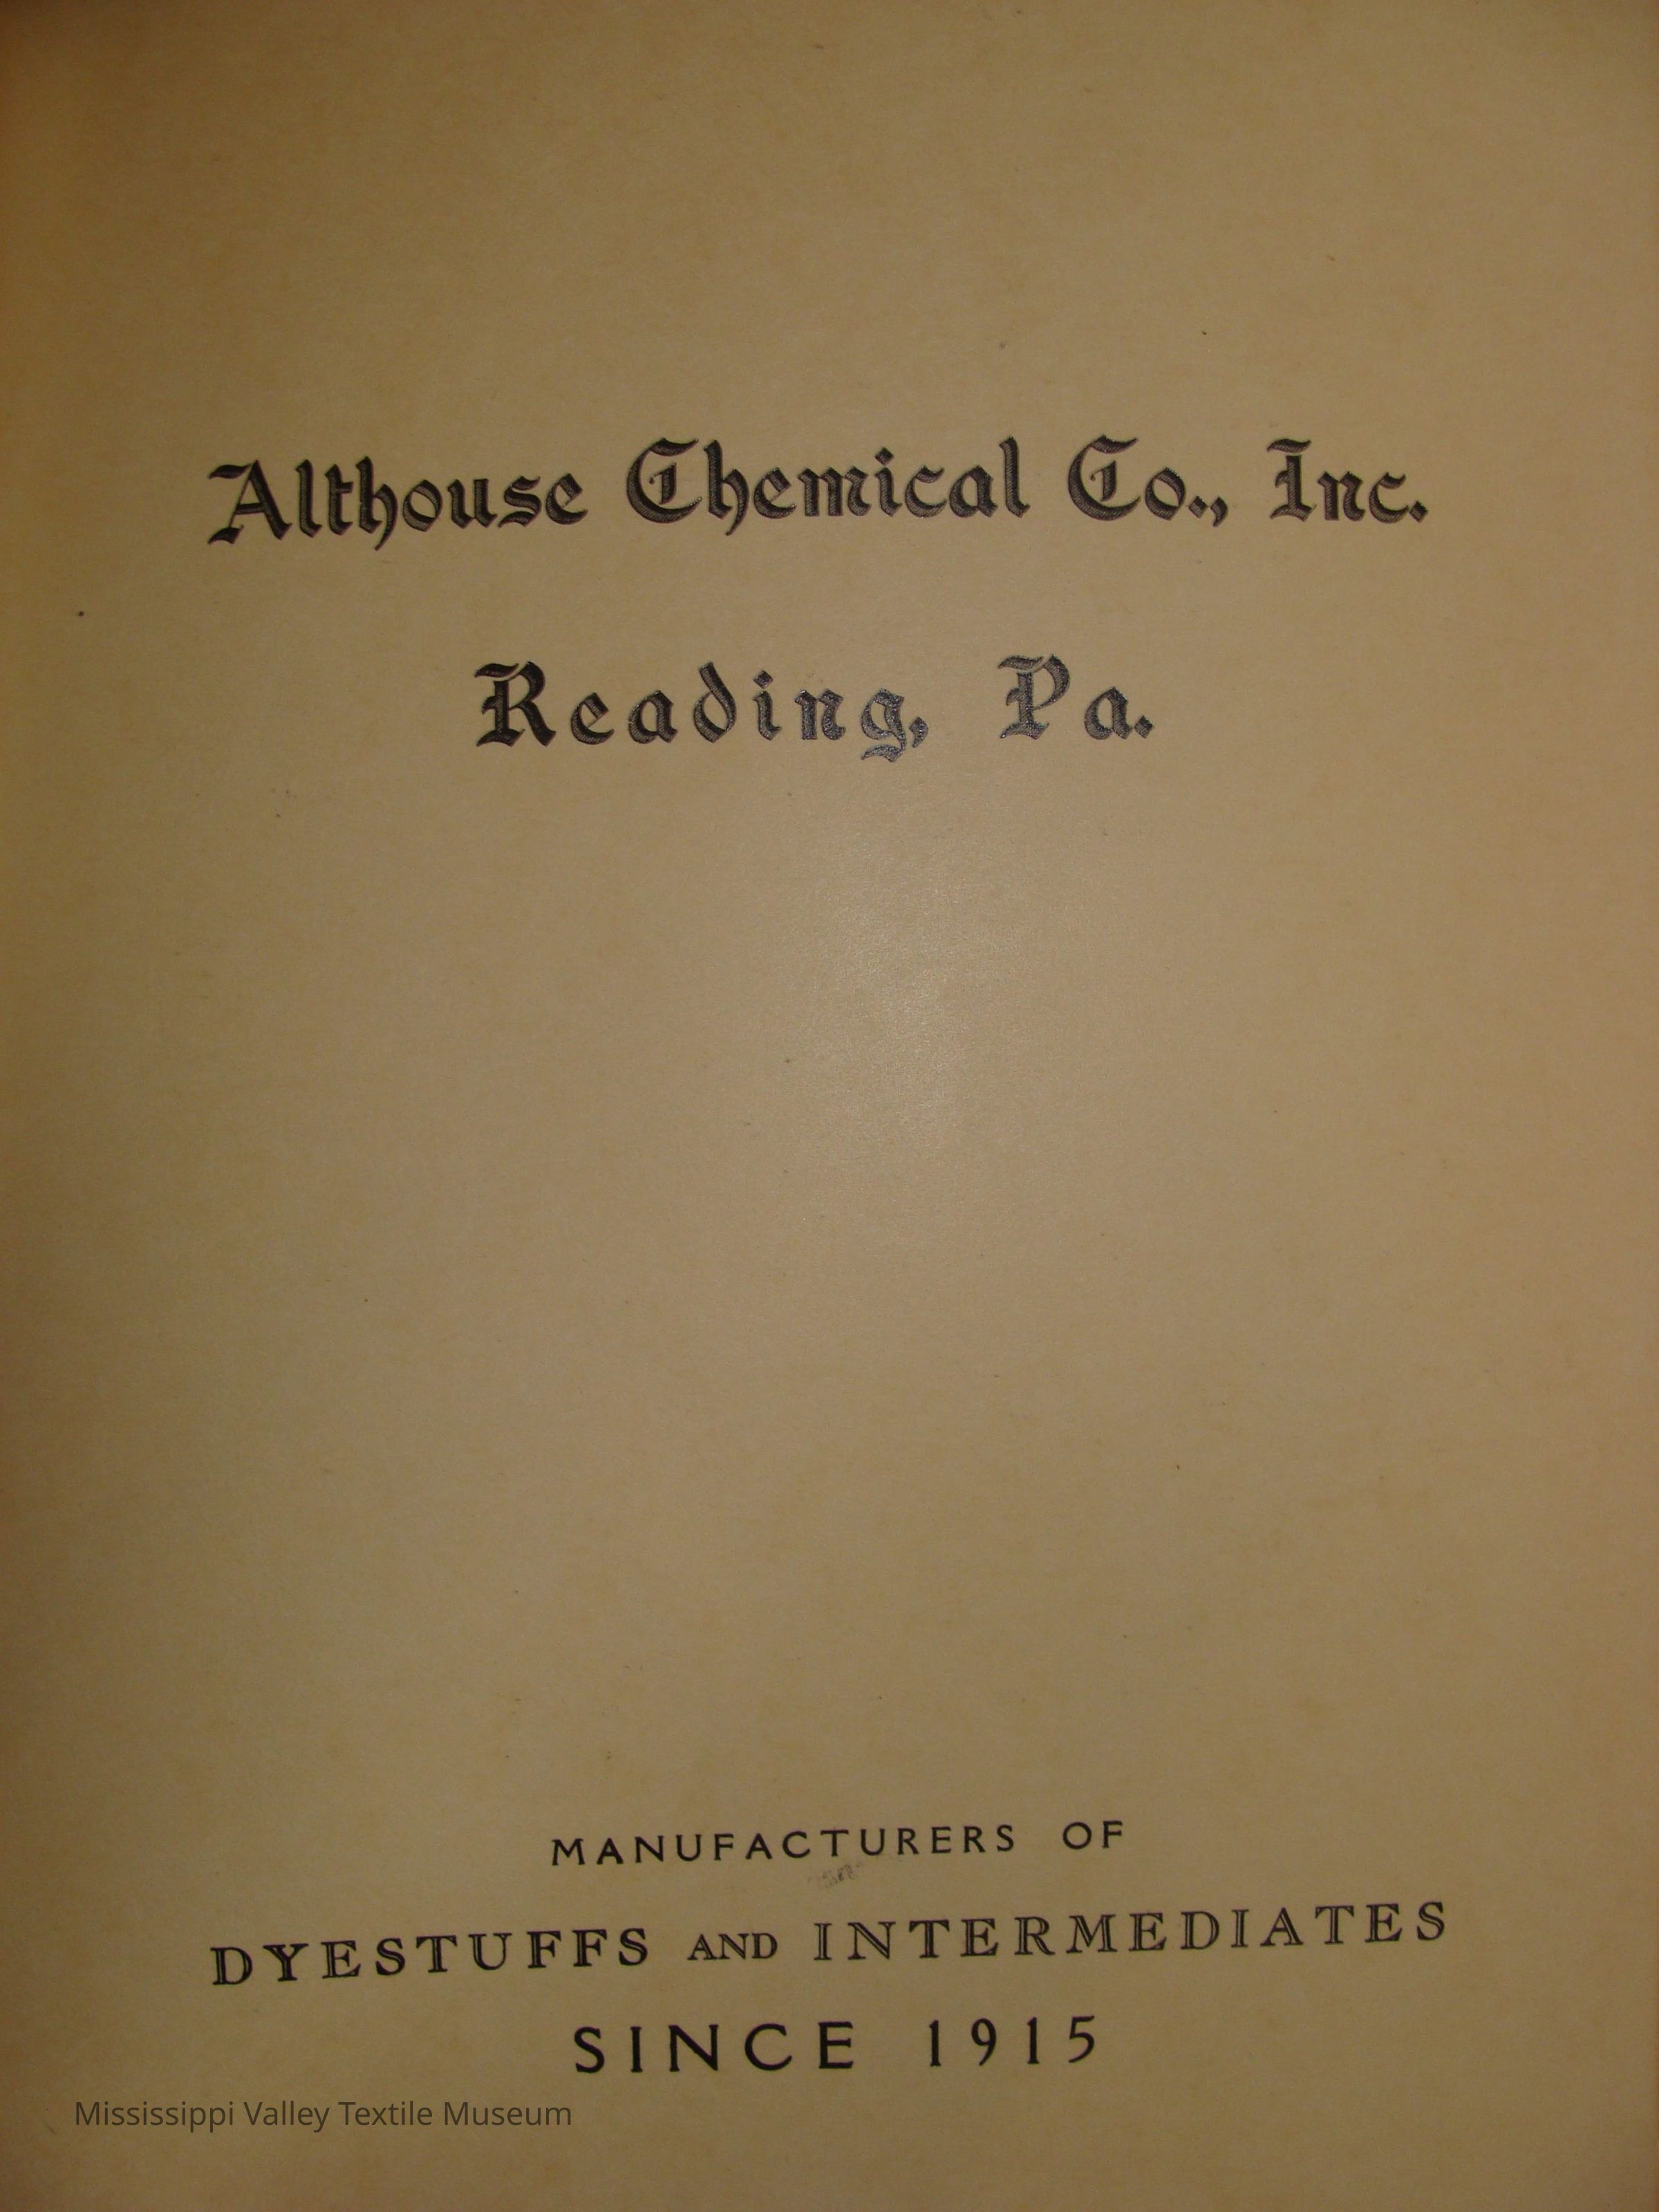 Althouse Chemical Co., Inc.
Reading, Pa.
MANUFACTURERS OF
DYESTUFFS AND INTERMEDIATES
SINCE 1915
Mississippi Valley Textile Museum